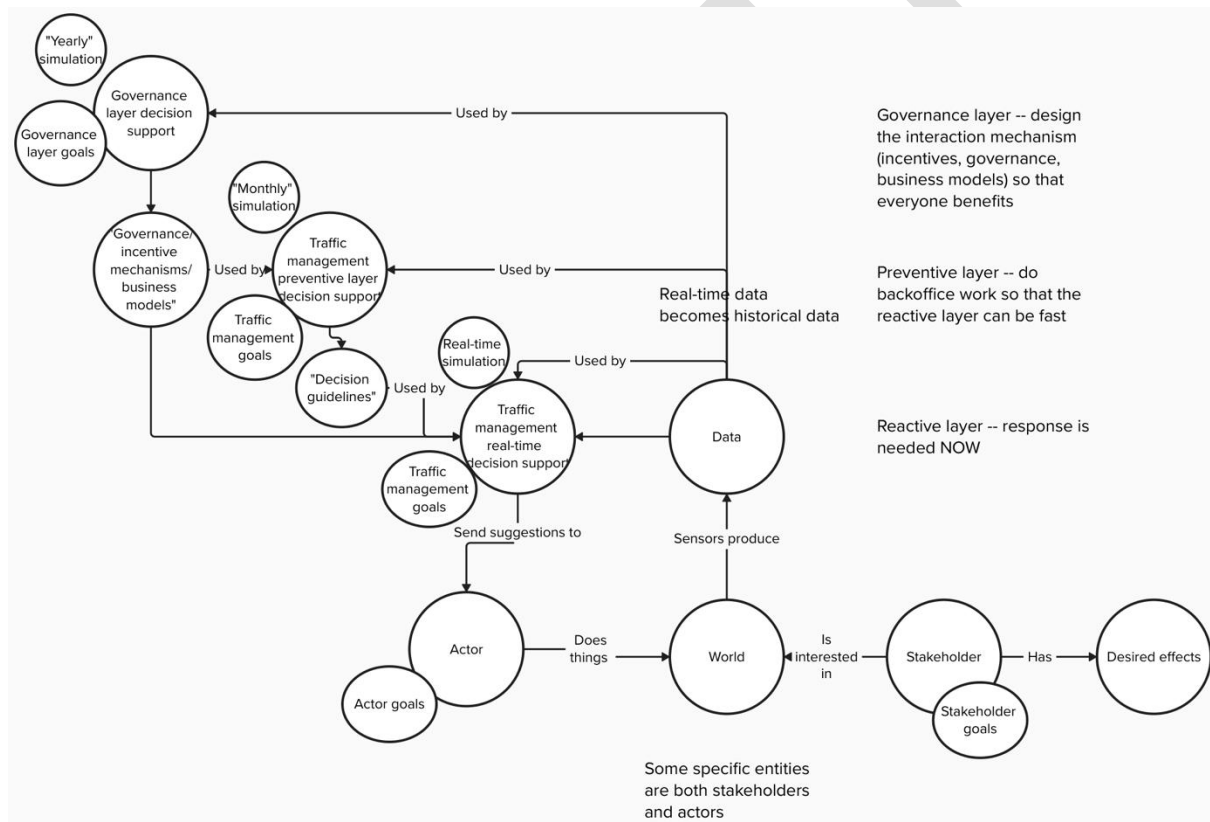 "Yearly"
simulation
Governance
layer decision
support
Governance
layer goals
Used by
Governance layer -- design
the interaction mechanism
(incentives, governance,
business models) so that
everyone benefits
"Monthly"
simulation
"Governance/
incentive
mechanisms/
business
models"
Used by
Traffic
management
preventive layer
decision support
Used by
Preventive layer -- do
backoffice work so that the
reactive layer can be fast
Real-time data
becomes historical data
Traffic
management
goals
Real-time
simulation
Used by
"Decision
guidelines"
Used by
Traffic
management
real-time
decision support
Data
Reactive layer -- response is
needed NOW
Traffic
management
goals
Send suggestions to
Sensors produce
Actor
Does
things
World
Is
interested
in
Stakeholder
Has
Desired effects
Actor goals
Stakeholder
goals
Some specific entities
are both stakeholders
and actors